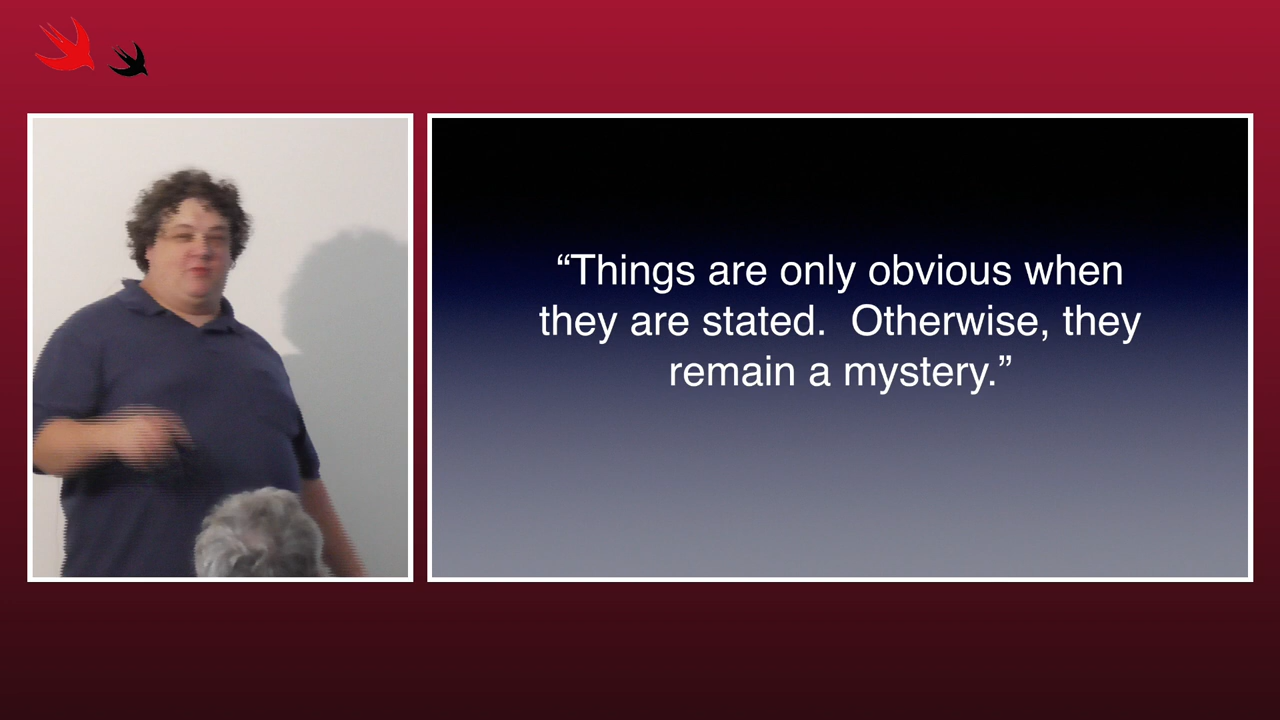 “Things are only obvious when
they are stated.  Otherwise, they
remain a mystery.”